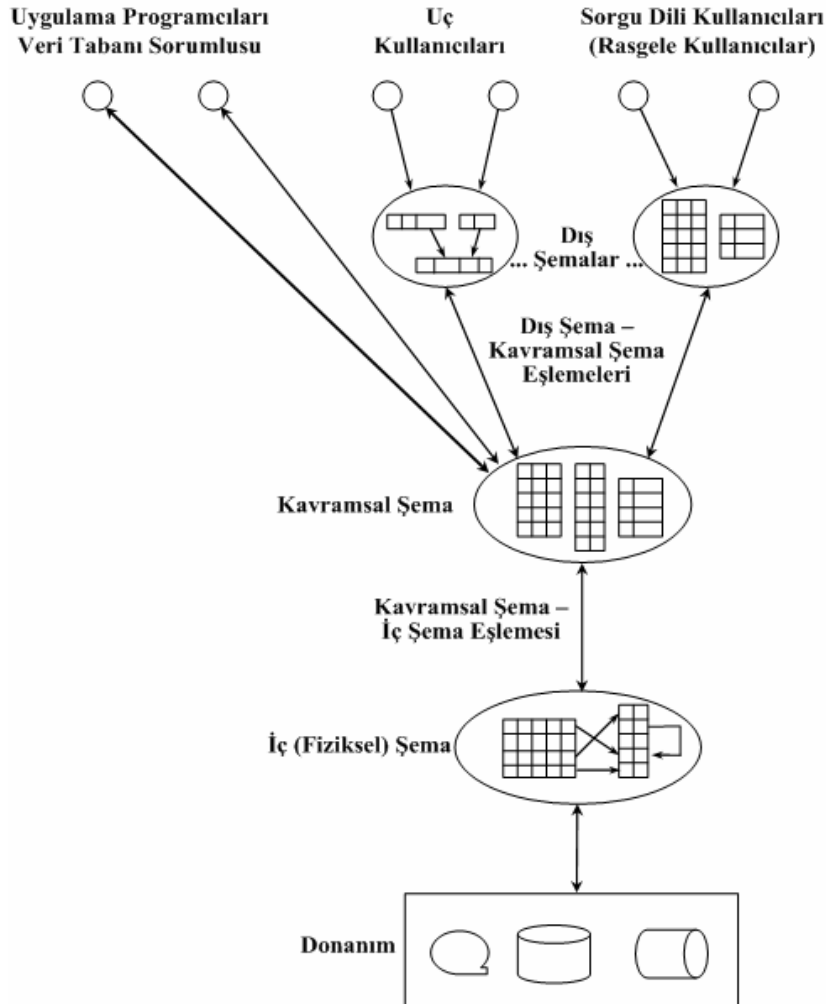 Uygulama Programcıları
Veri Tabanı Sorumlusu
Uç
Kullanıcıları
Sorgu Dili Kullanıcıları
(Rasgele Kullanıcılar)
Dış
... Şemalar ...
Dış Şema –
Kavramsal Şema
Eşlemeleri
Kavramsal Şema
Kavramsal Şema –
İç Şema Eşlemesi
İç (Fiziksel) Şema
Donanım